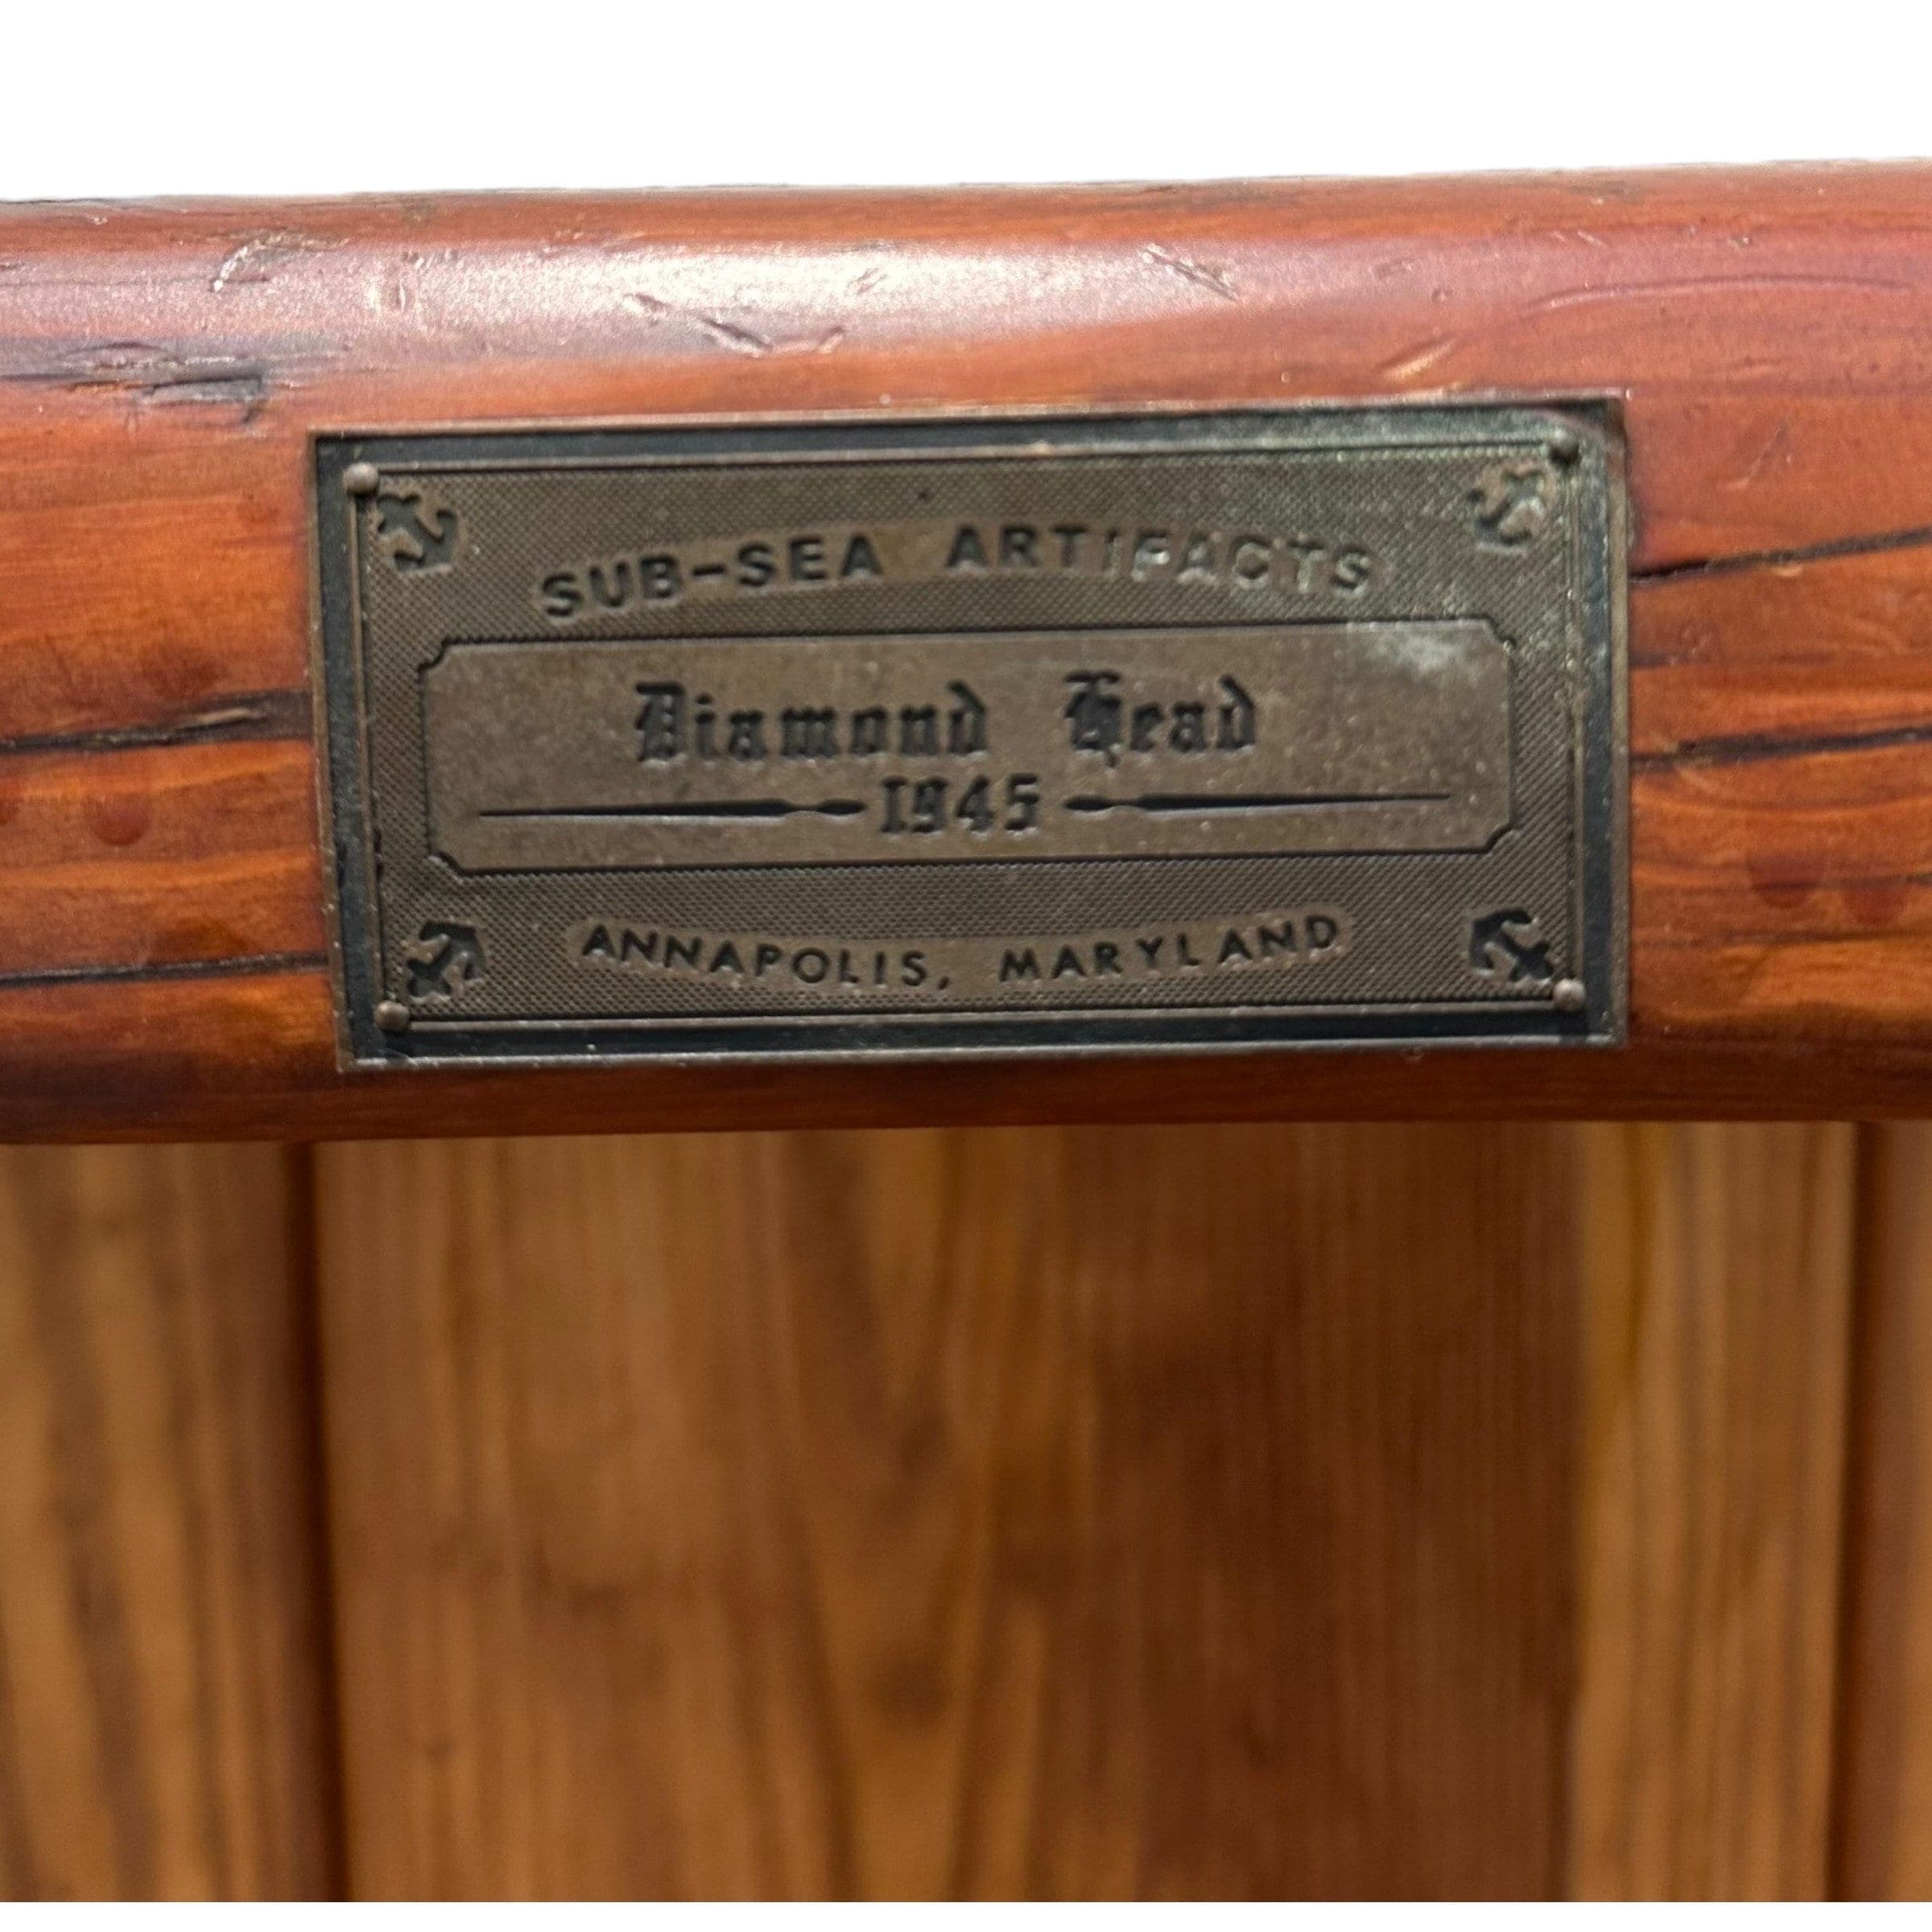 SUB-SEA ARTIFACTS
Diamond Head
1945
ANNAPOLIS, MARYLAND